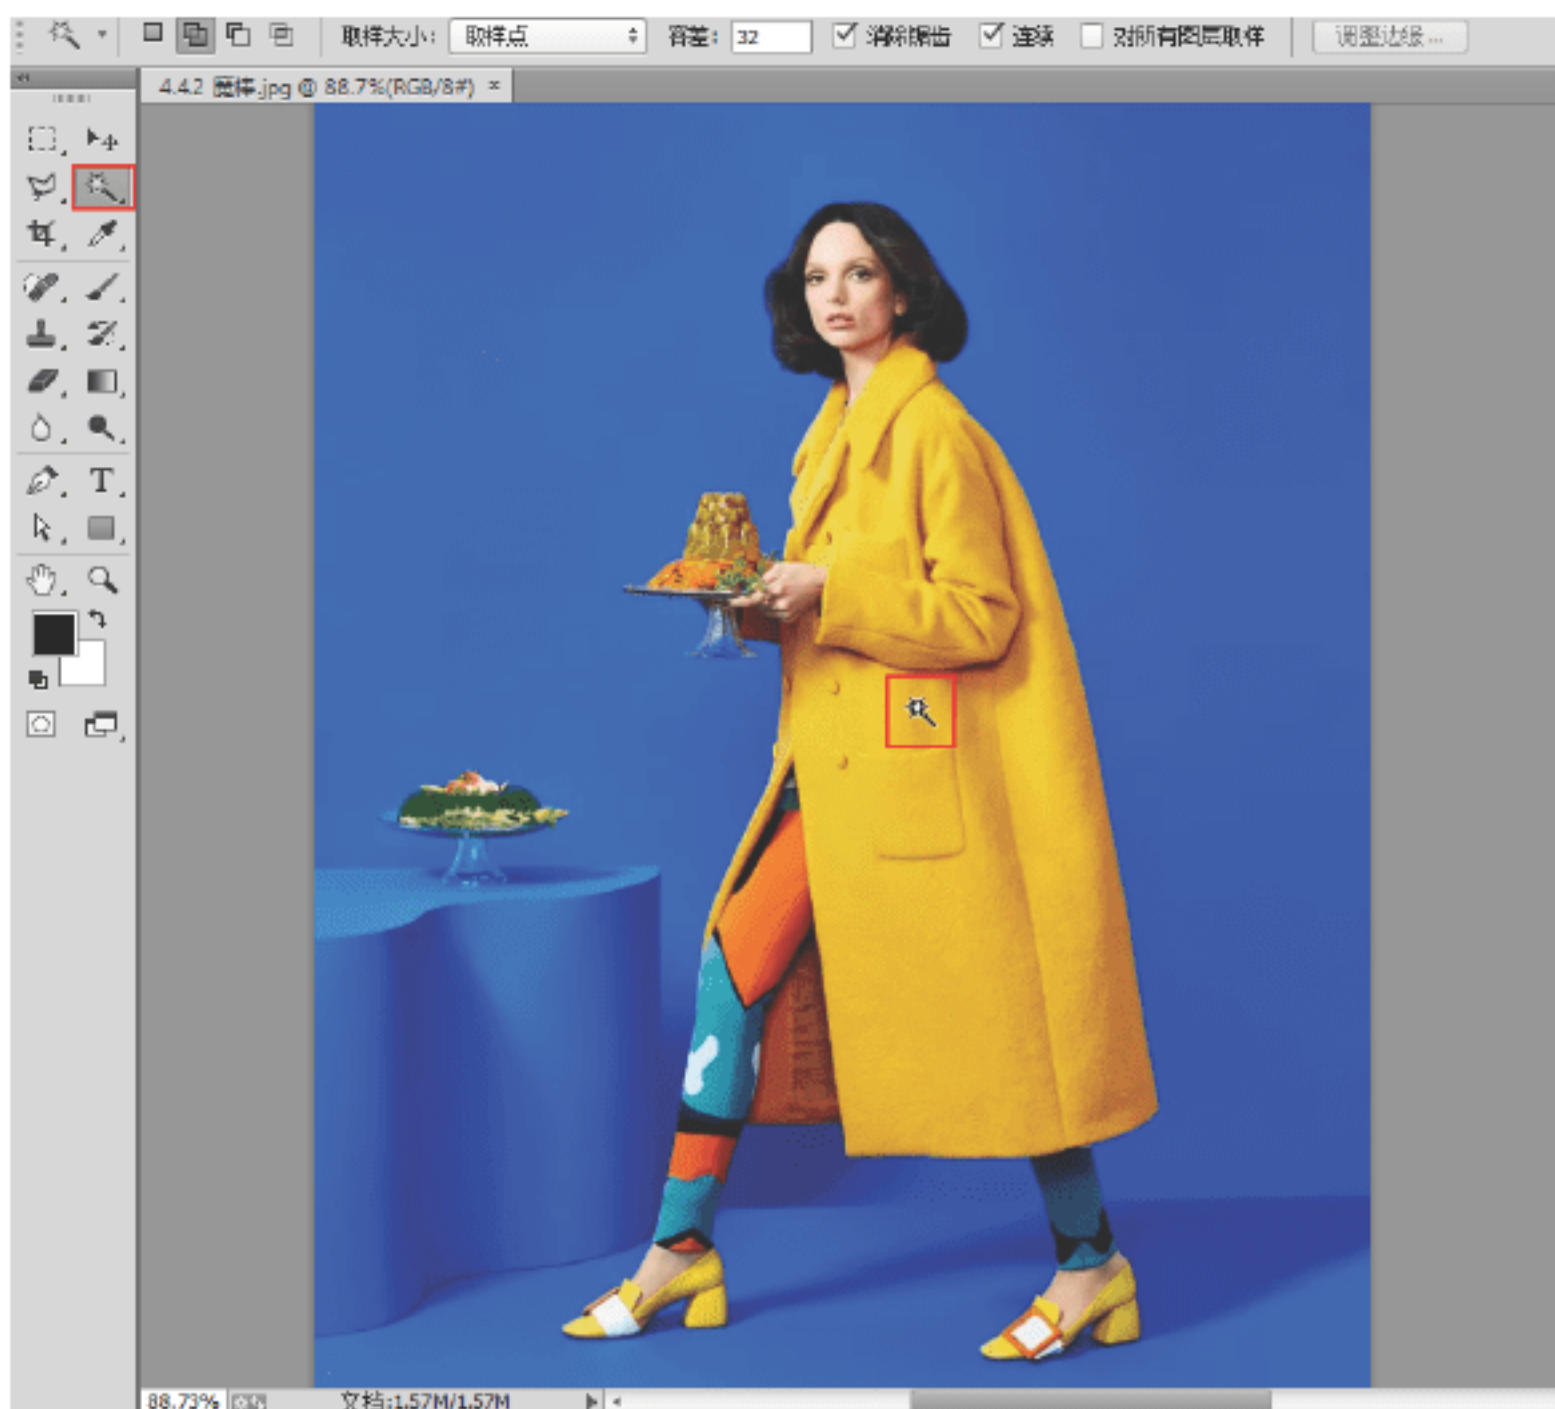 取样大小： 取样点 容差： 32 消除锯齿 连续 对所有图层取样 调整边缘...
4.4.2 魔棒.jpg @ 88.7%(RGB/8#) ×
T
88.73% 文档:1.57M/1.57M